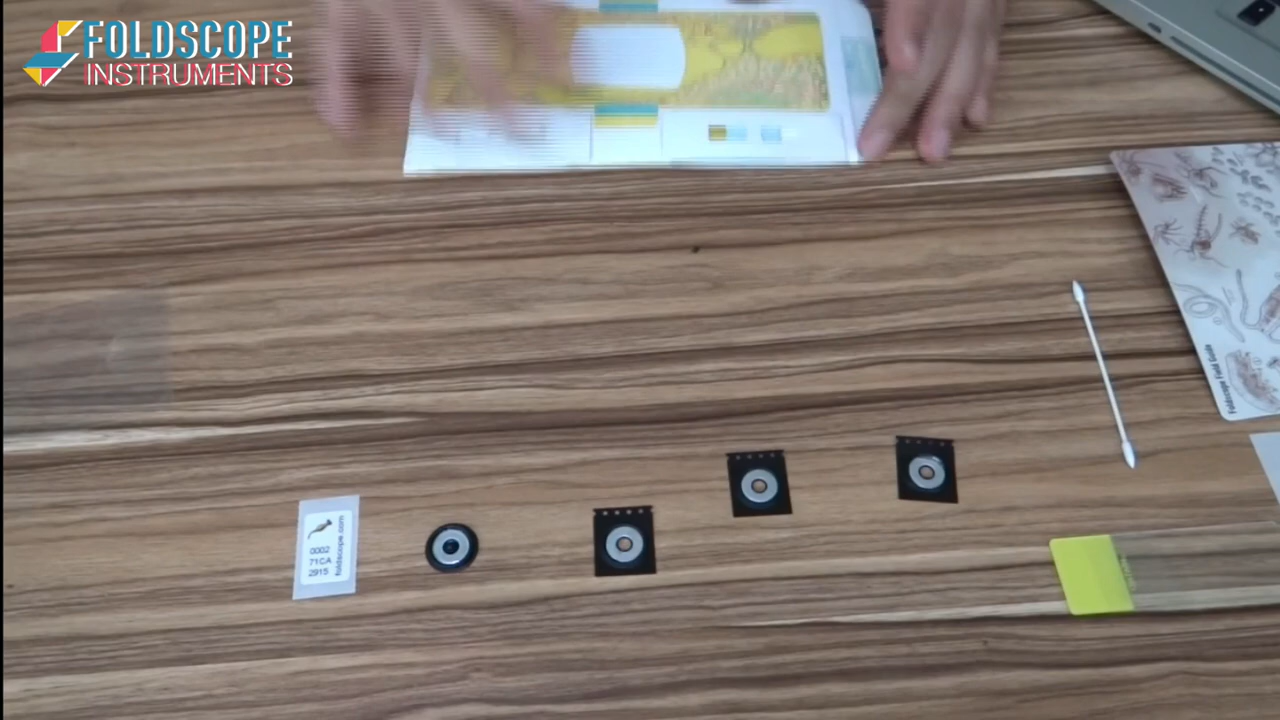 FOLDSCOPE
INSTRUMENTS
0002
71CA
2915
foldscope.com
Foldscope Field Guide